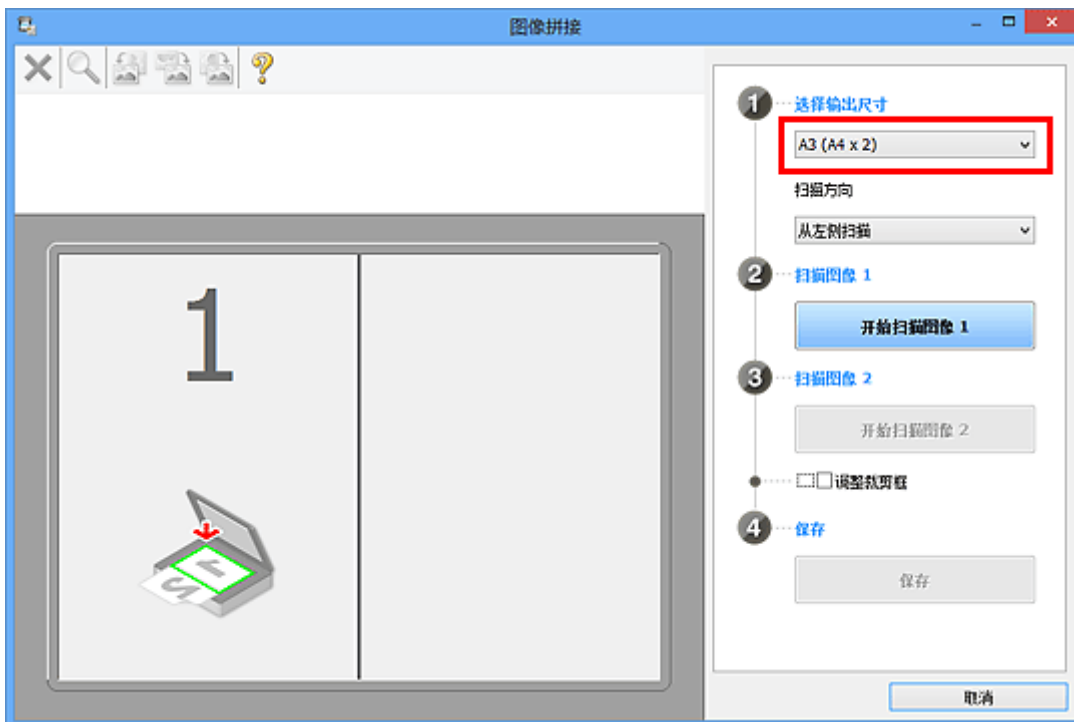 图像拼接
1 选择输出尺寸
A3 (A4 x 2)
扫描方向
从左侧扫描
2 扫描图像 1
开始扫描图像 1
3 扫描图像 2
开始扫描图像 2
调整裁剪框
4 保存
保存
取消
1
1
2